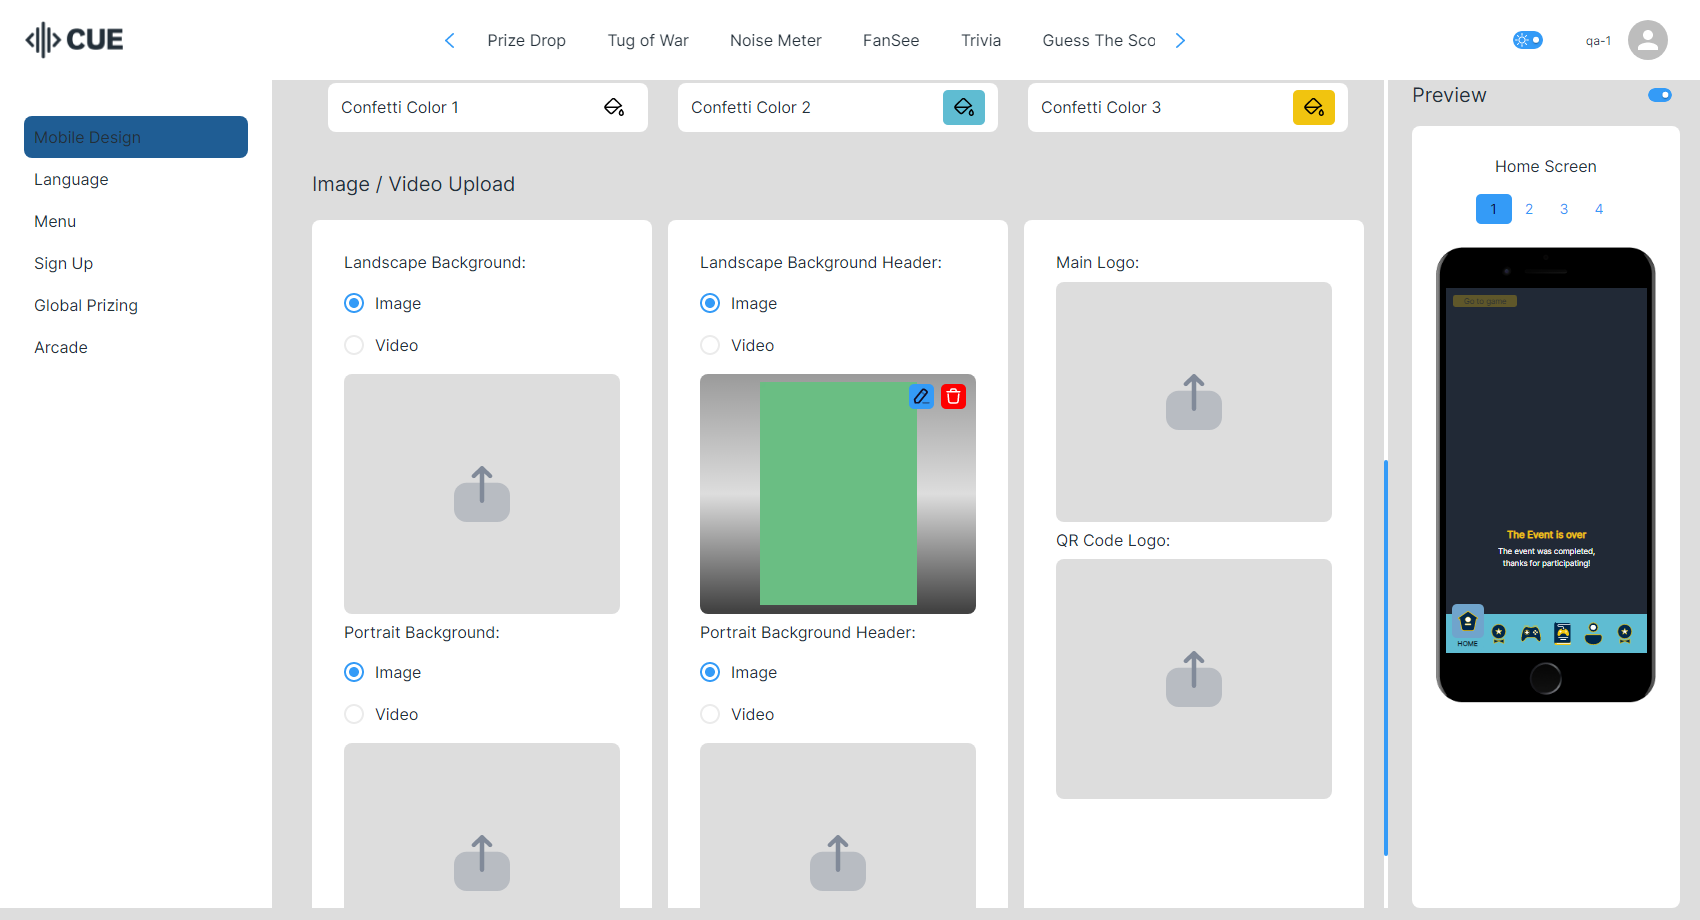 CUE
Prize Drop
Tug of War
Noise Meter
FanSee
Trivia
Guess The Sco
qa-1
Mobile Design
Language
Menu
Sign Up
Global Prizing
Arcade
Confetti Color 1
Confetti Color 2
Confetti Color 3
Image / Video Upload
Landscape Background:
Image
Video
Portrait Background:
Image
Video
Landscape Background Header:
Image
Video
Portrait Background Header:
Image
Video
Main Logo:
QR Code Logo:
Preview
Home Screen
1 2 3 4
Go to game
The Event is over
The event was completed,
thanks for participating!
HOME